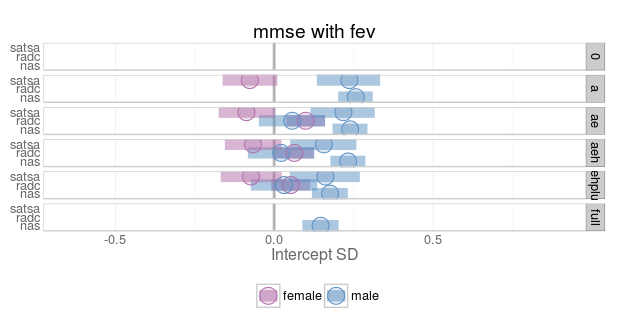 mmse with fev
satsa
radc
nas
0
satsa
radc
nas
a
satsa
radc
nas
ae
satsa
radc
nas
aeh
satsa
radc
nas
ehplu
satsa
radc
nas
full
-0.5 0.0 0.5
Intercept SD
female male